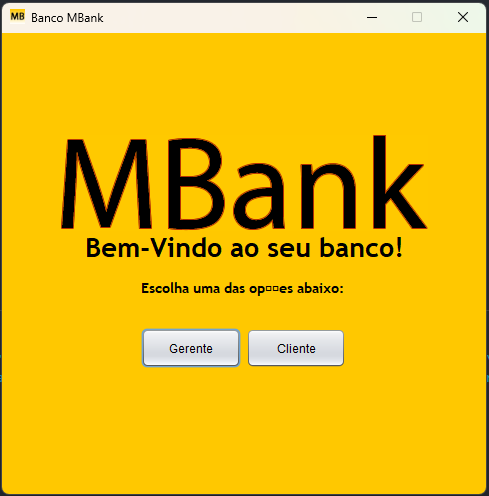 MB Banco MBank
MBank
Bem-Vindo ao seu banco!
Escolha uma das op¤¤es abaixo:
Gerente
Cliente